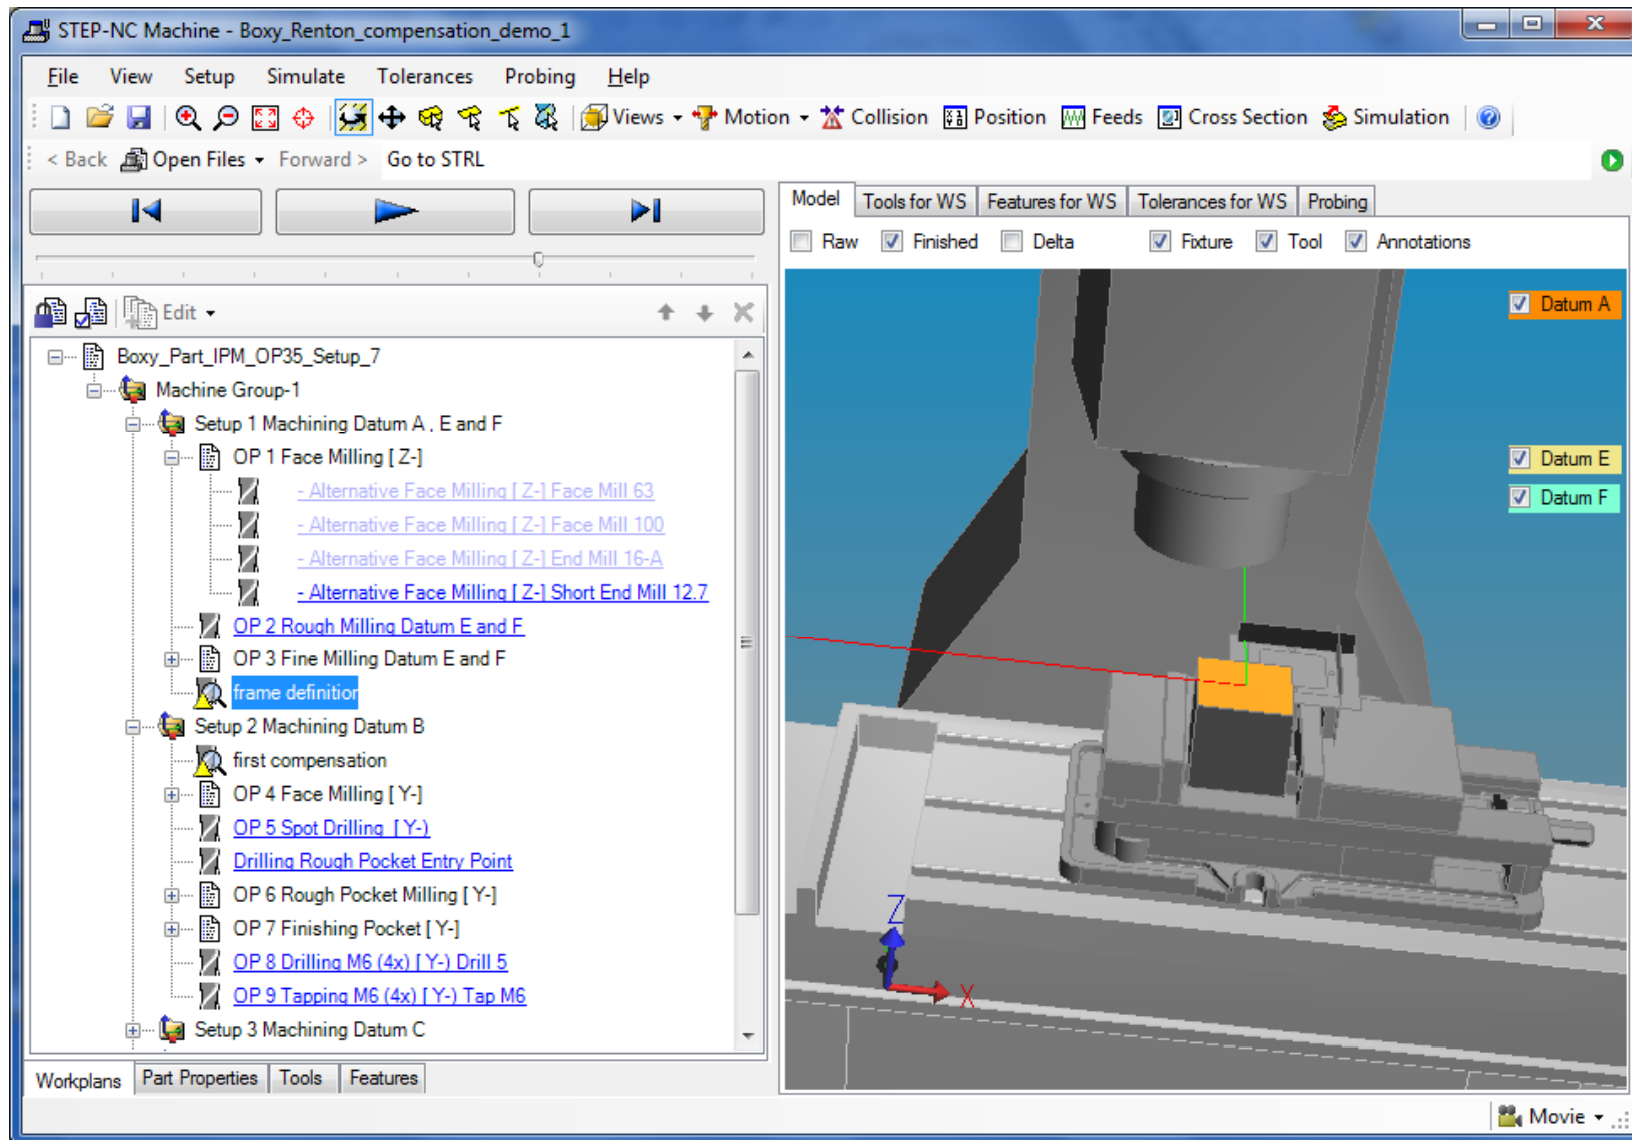 STEP-NC Machine - Boxy_Renton_compensation_demo_1
File View Setup Simulate Tolerances Probing Help
Views Motion Collision Position Feeds Cross Section Simulation
< Back Open Files Forward > Go to STRL
Model Tools for WS Features for WS Tolerances for WS Probing
Raw Finished Delta Fixture Tool Annotations
Edit
Boxy_Part_IPM_OP35_Setup_7
Machine Group-1
Setup 1 Machining Datum A , E and F
OP 1 Face Milling [ Z-]
- Alternative Face Milling [ Z-] Face Mill 63
- Alternative Face Milling [ Z-] Face Mill 100
- Alternative Face Milling [ Z-] End Mill 16-A
- Alternative Face Milling [ Z-] Short End Mill 12.7
OP 2 Rough Milling Datum E and F
OP 3 Fine Milling Datum E and F
frame definition
Setup 2 Machining Datum B
first compensation
OP 4 Face Milling [ Y-]
OP 5 Spot Drilling [ Y-)
Drilling Rough Pocket Entry Point
OP 6 Rough Pocket Milling [ Y-]
OP 7 Finishing Pocket [ Y-]
OP 8 Drilling M6 (4x) [ Y-) Drill 5
OP 9 Tapping M6 (4x) [ Y-) Tap M6
Setup 3 Machining Datum C
Workplans Part Properties Tools Features
Datum A
Datum E
Datum F
Z
X
Movie